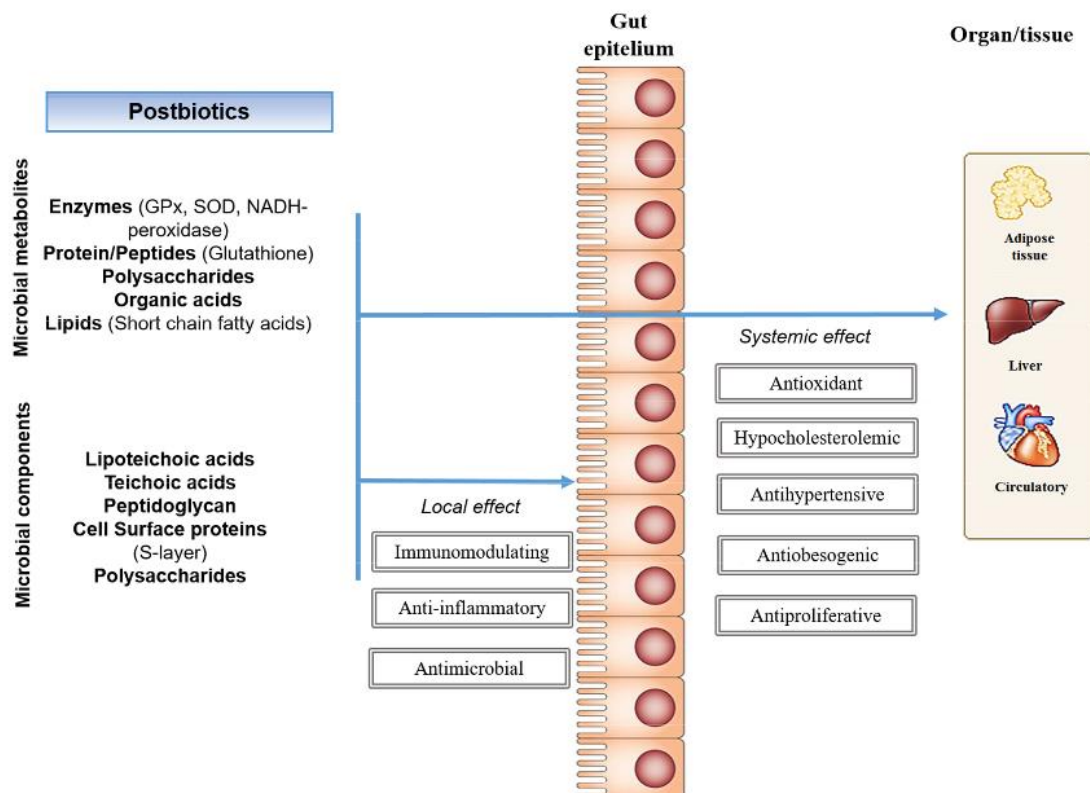 Gut
epitelium
Organ/tissue
Postbiotics
Microbial metabolites
Enzymes (GPx, SOD, NADH-
peroxidase)
Protein/Peptides (Glutathione)
Polysaccharides
Organic acids
Lipids (Short chain fatty acids)
Microbial components
Lipoteichoic acids
Teichoic acids
Peptidoglycan
Cell Surface proteins
(S-layer)
Polysaccharides
Local effect
Immunomodulating
Anti-inflammatory
Antimicrobial
Systemic effect
Antioxidant
Hypocholesterolemic
Antihypertensive
Antiobesogenic
Antiproliferative
Adipose
tissue
Liver
Circulatory